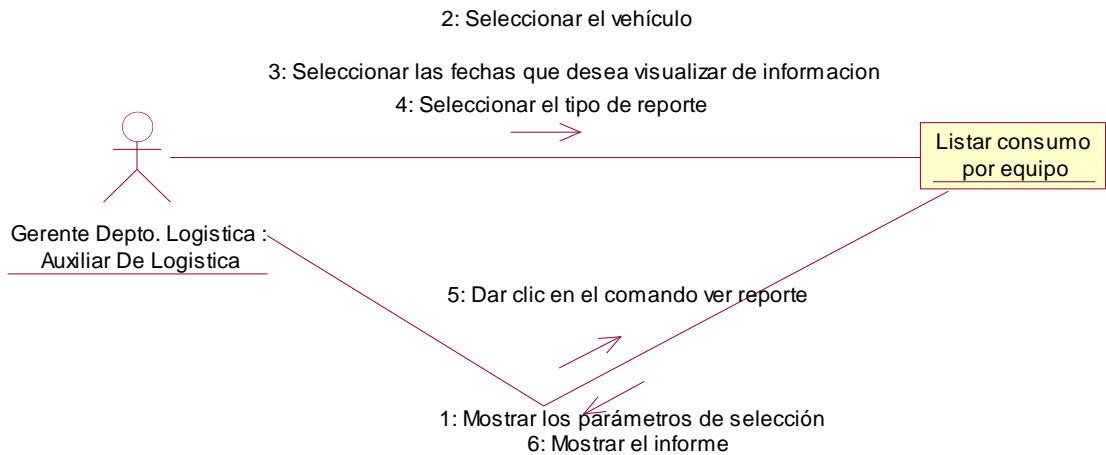 2: Seleccionar el vehículo
3: Seleccionar las fechas que desea visualizar de informacion
4: Seleccionar el tipo de reporte
Listar consumo
por equipo
Gerente Depto. Logistica :
Auxiliar De Logistica
5: Dar clic en el comando ver reporte
1: Mostrar los parámetros de selección
6: Mostrar el informe